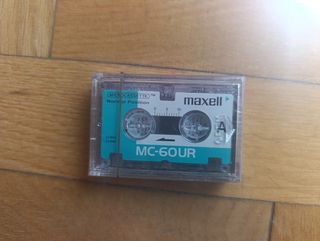 MICROCASSETTE™
Normal Position
maxell
A
MC-60UR